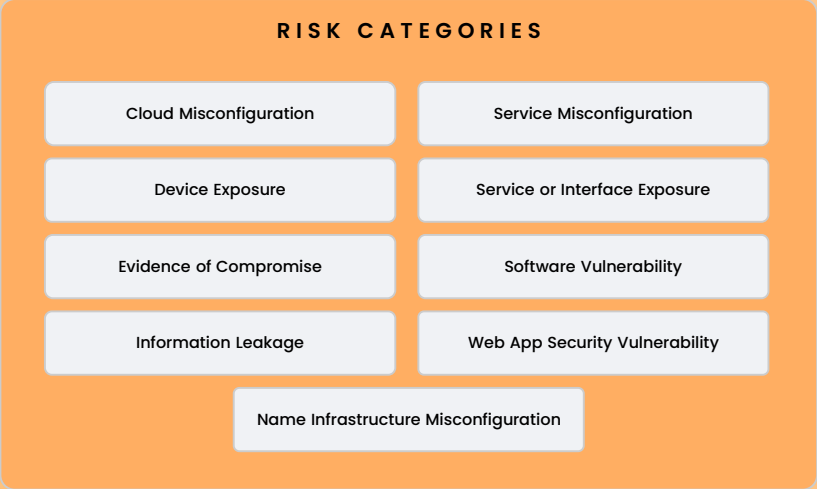 RISK CATEGORIES
Cloud Misconfiguration
Service Misconfiguration
Device Exposure
Service or Interface Exposure
Evidence of Compromise
Software Vulnerability
Information Leakage
Web App Security Vulnerability
Name Infrastructure Misconfiguration